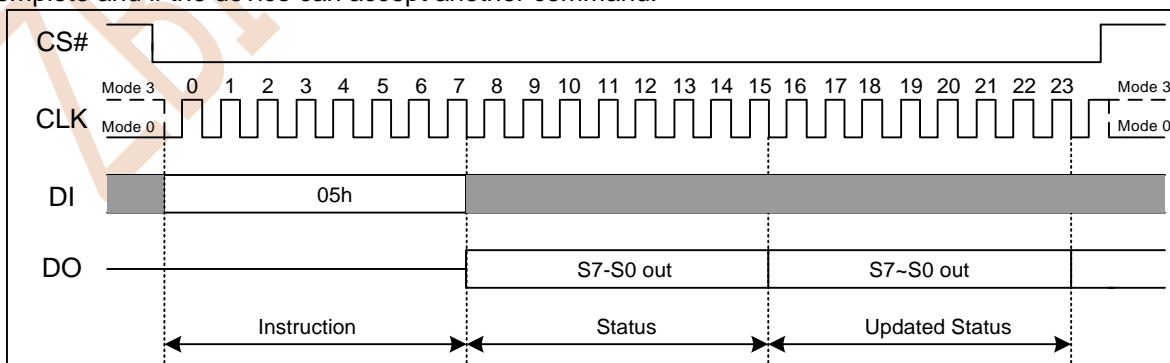 omplete and if the device can accept another command.
CS#
Mode 3 0 1 2 3 4 5 6 7 8 9 10 11 12 13 14 15 16 17 18 19 20 21 22 23 Mode 3
CLK
Mode 0 Mode 0
DI 05h
DO S7-S0 out S7~S0 out
Instruction Status Updated Status